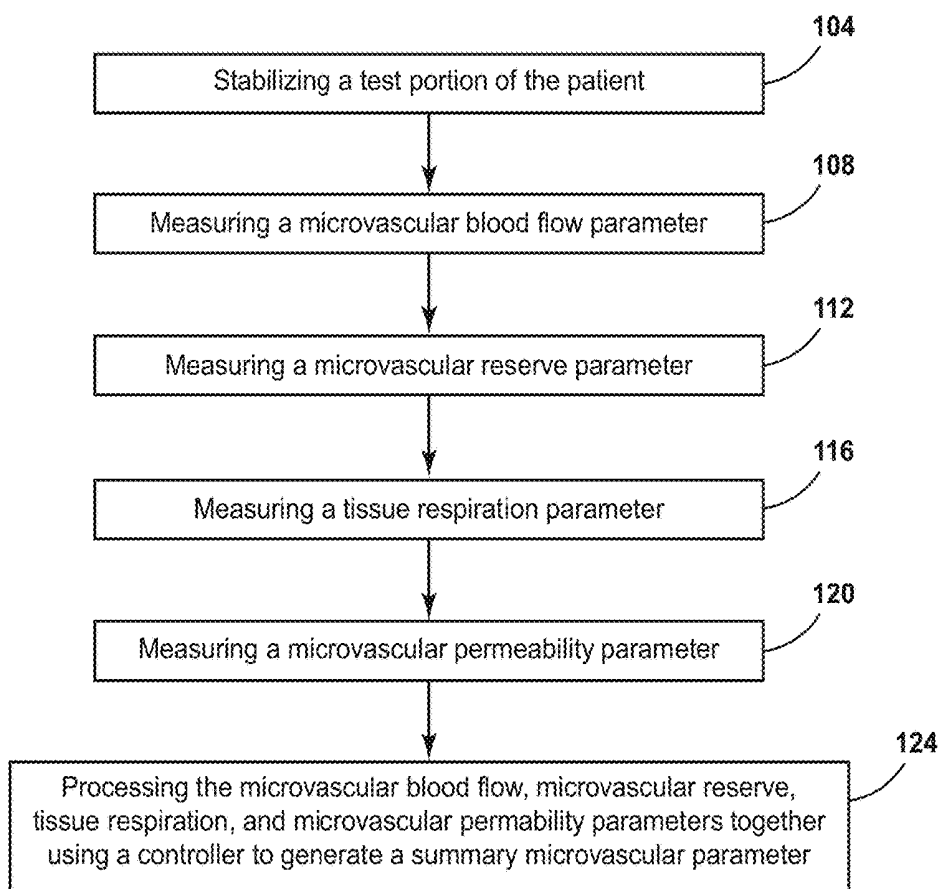 104
Stabilizing a test portion of the patient
108
Measuring a microvascular blood flow parameter
112
Measuring a microvascular reserve parameter
116
Measuring a tissue respiration parameter
120
Measuring a microvascular permeability parameter
124
Processing the microvascular blood flow, microvascular reserve,
tissue respiration, and microvascular permability parameters together
using a controller to generate a summary microvascular parameter